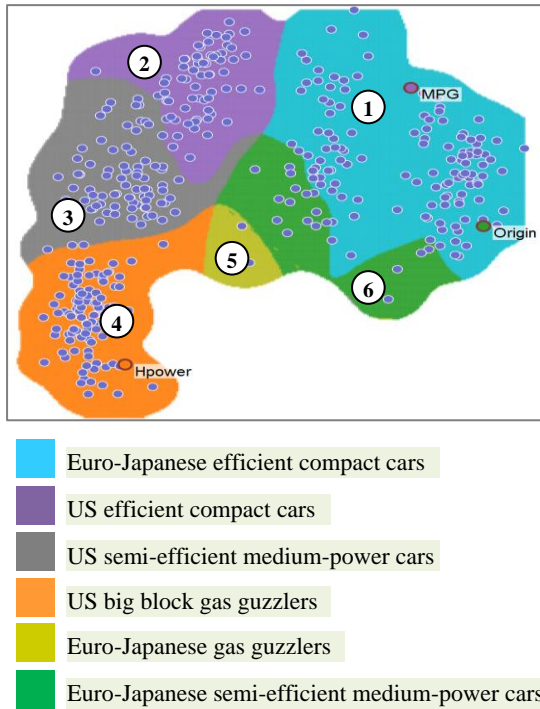 2
1
MPG
3
Origin
5
6
4
Hpower
Euro-Japanese efficient compact cars
US efficient compact cars
US semi-efficient medium-power cars
US big block gas guzzlers
Euro-Japanese gas guzzlers
Euro-Japanese semi-efficient medium-power cars